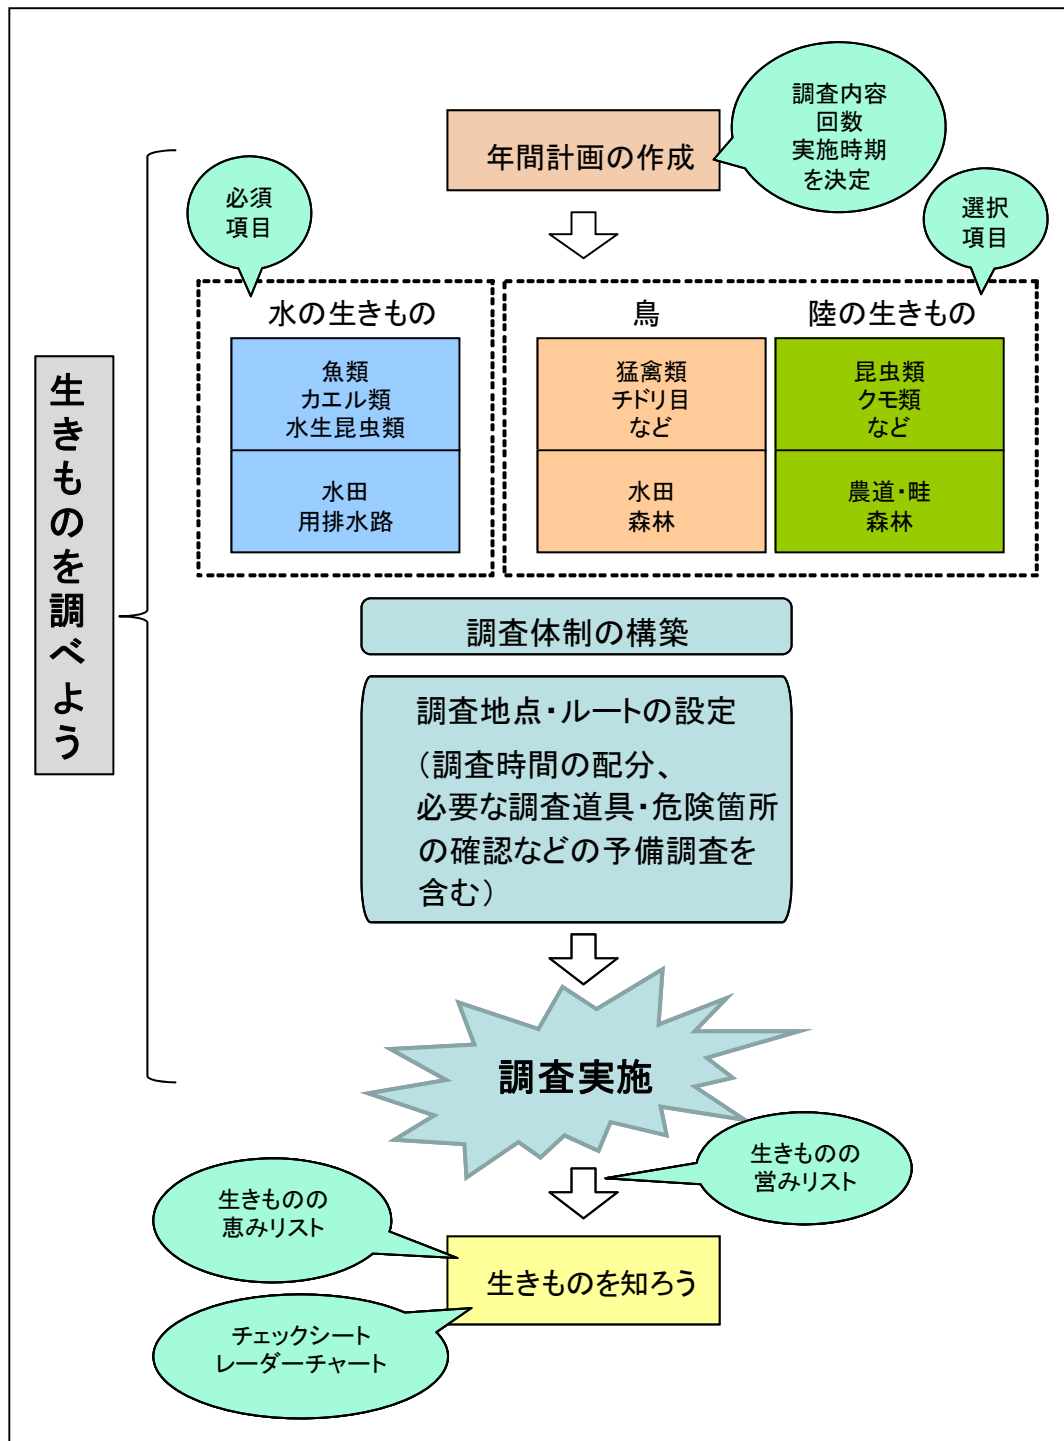 生きものを調べよう
年間計画の作成
調査内容
回数
実施時期
を決定
必須
項目
選択
項目
水の生きもの
魚類
カエル類
水生昆虫類
水田
用排水路
鳥
猛禽類
チドリ目
など
水田
森林
陸の生きもの
昆虫類
クモ類
など
農道・畦
森林
調査体制の構築
調査地点・ルートの設定
（調査時間の配分、
必要な調査道具・危険箇所
の確認などの予備調査を
含む）
調査実施
生きものの
営みリスト
生きものの
恵みリスト
生きものを知ろう
チェックシート
レーダーチャート